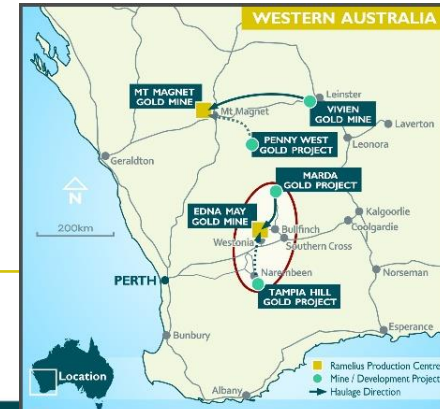 WESTERN AUSTRALIA
MT MAGNET
GOLD MINE
Mt Magnet
Leinster
VIVIEN
GOLD MINE
Laverton
Leonora
PENNY WEST
GOLD PROJECT
Geraldton
MARDA
GOLD PROJECT
N
200km
EDNA MAY
GOLD MINE
Kalgoorlie
Coolgardie
Bullfinch
Westonia
Southern Cross
Norseman
PERTH
Narembeen
TAMPIA HILL
GOLD PROJECT
Esperance
Bunbury
Albany
Location
Ramelius Production Centre
Mine / Development Project
Haulage Direction